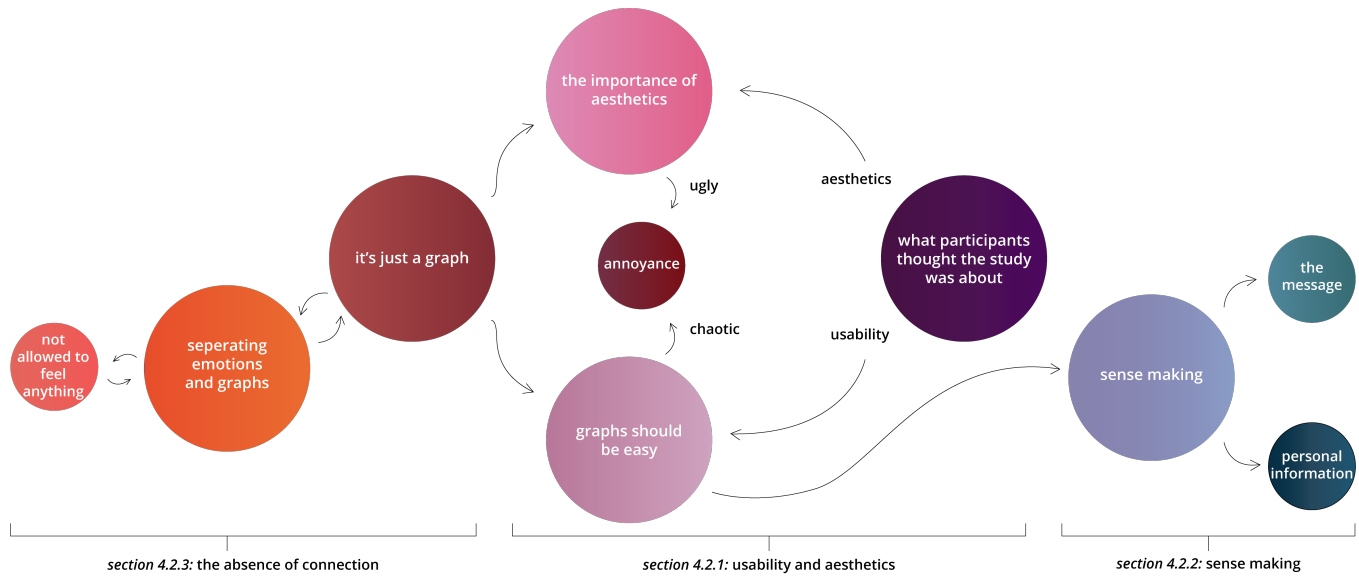 the importance of
aesthetics
ugly
aesthetics
it's just a graph
annoyance
what participants
thought the study
was about
the
message
not
allowed to
feel
anything
seperating
emotions
and graphs
chaotic
usability
sense making
graphs should
be easy
personal
information
section 4.2.3: the absence of connection
section 4.2.1: usability and aesthetics
section 4.2.2: sense making